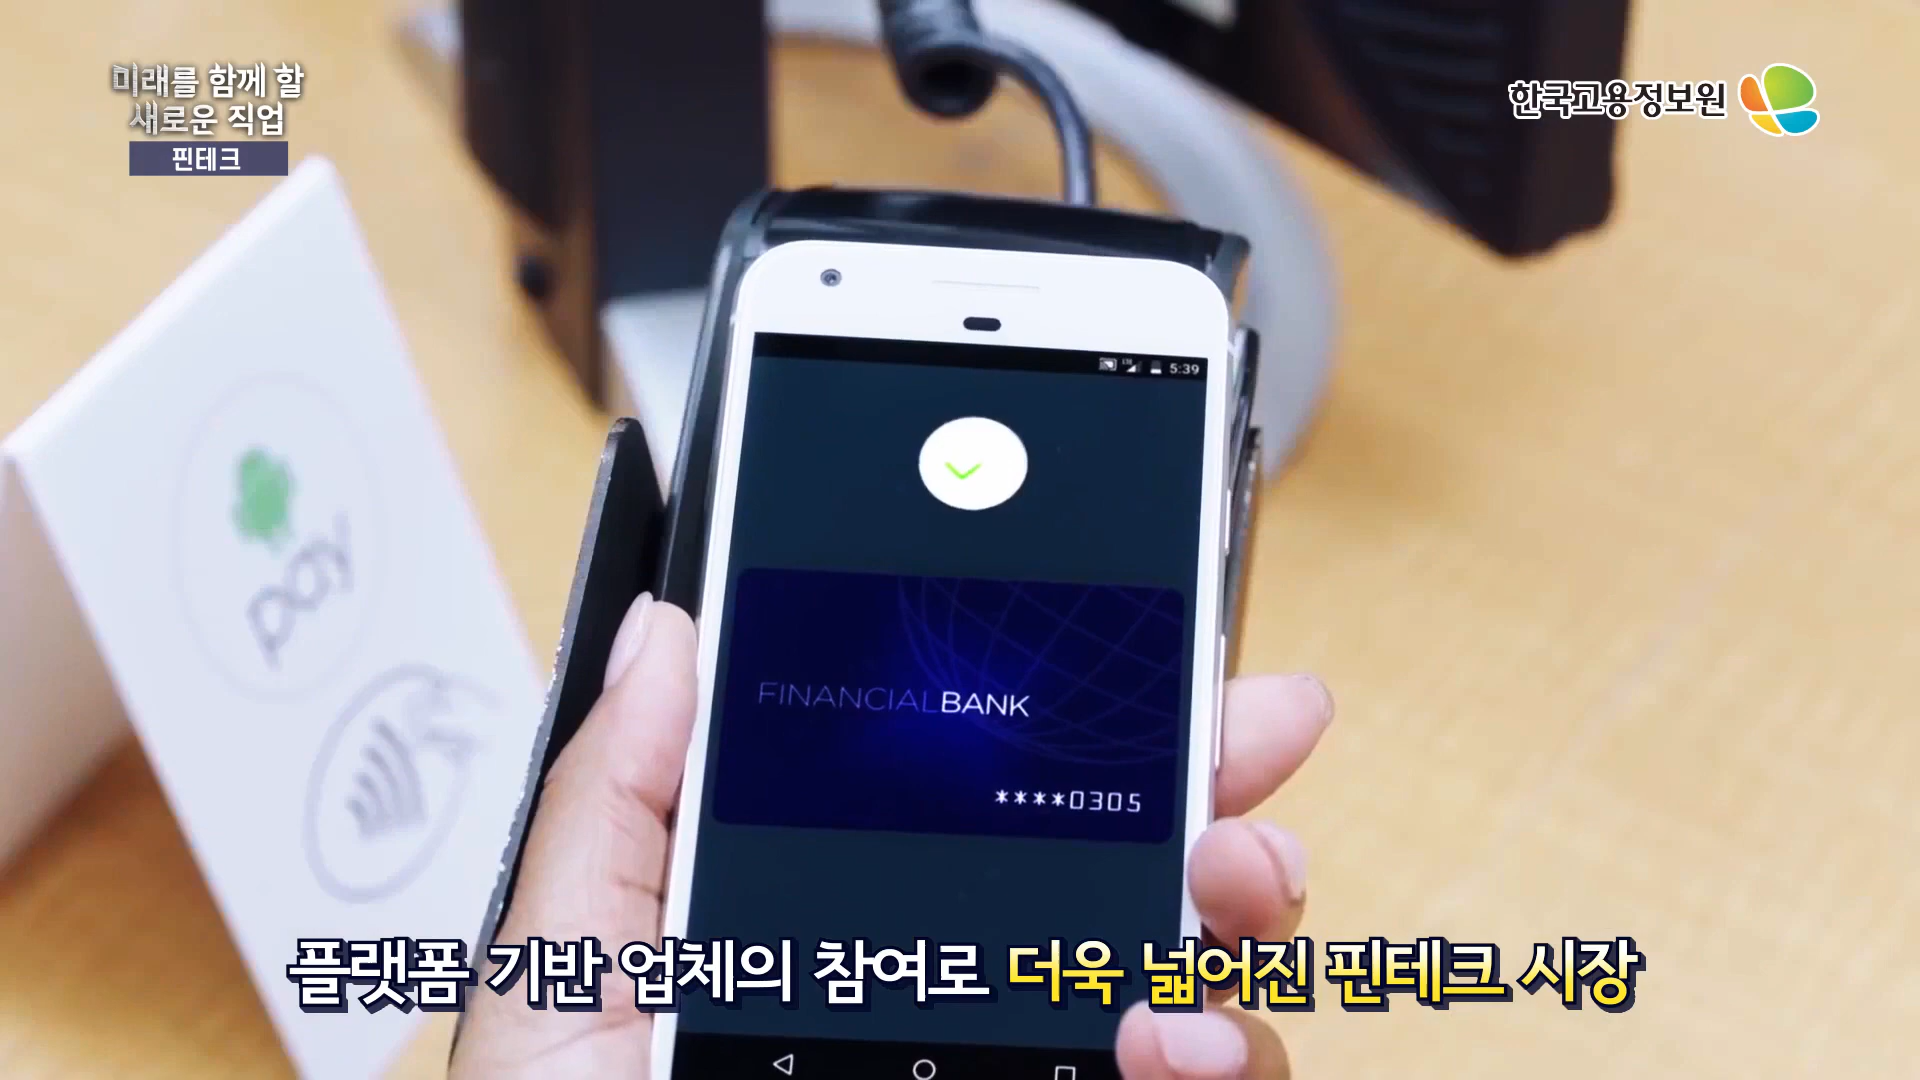 미래를 함께 할
새로운 직업
핀테크
한국고용정보원
5:39
pay
FINANCIALBANK
****0305
플랫폼 기반 업체의 참여로 더욱 넓어진 핀테크 시장